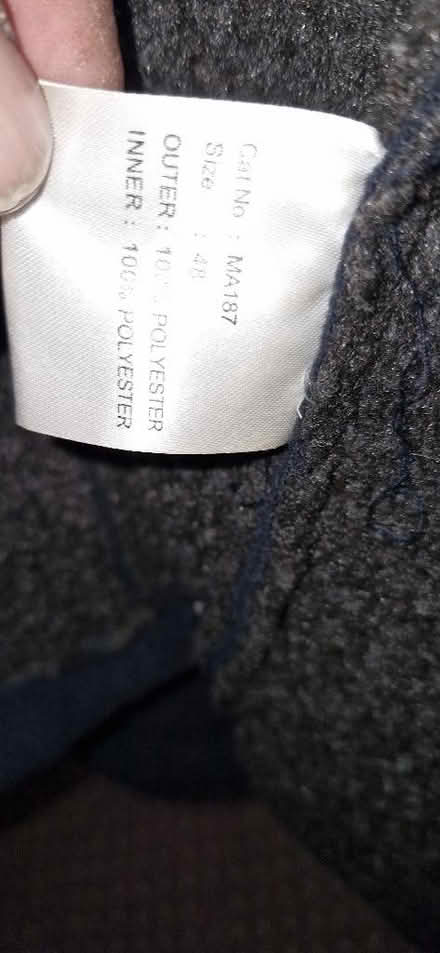 Cat No : MA187
Size : 48
OUTER : 100% POLYESTER
INNER : 100% POLYESTER